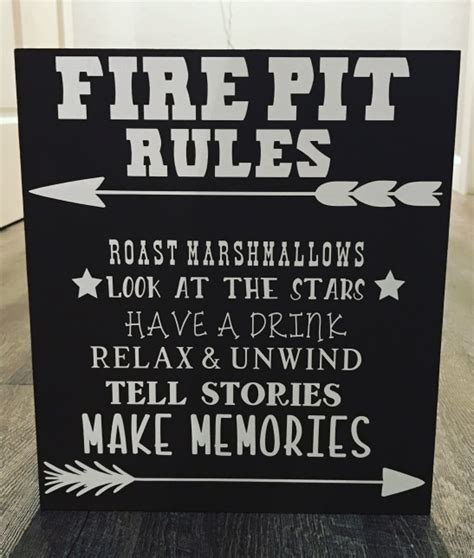 FIRE PIT
RULES
ROAST MARSHMALLOWS
LOOK AT THE STARS
HAVE A DRINK
RELAX & UNWIND
TELL STORIES
MAKE MEMORIES